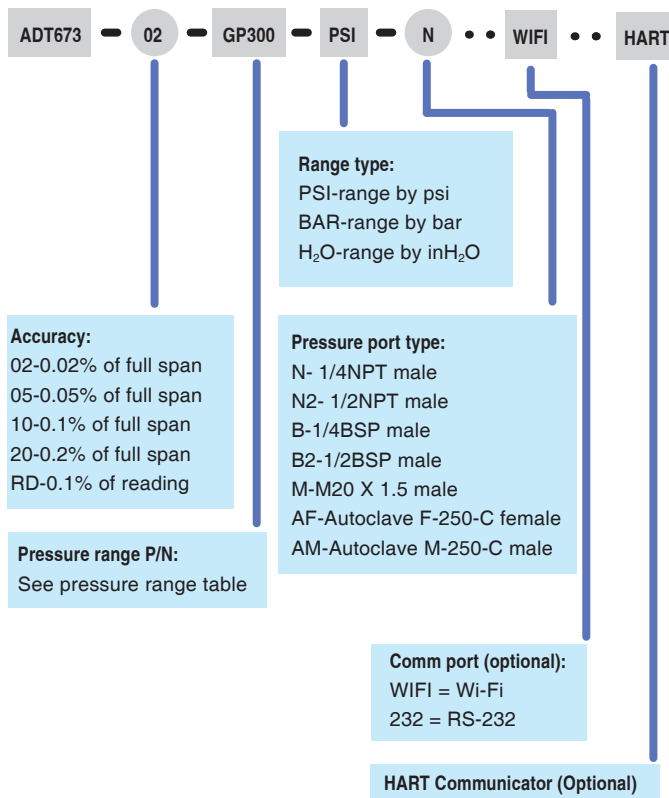 ADT673 – 02 – GP300 – PSI – N •• WIFI •• HART
Range type:
PSI-range by psi
BAR-range by bar
H₂O-range by inH₂O
Accuracy:
02-0.02% of full span
05-0.05% of full span
10-0.1% of full span
20-0.2% of full span
RD-0.1% of reading
Pressure port type:
N- 1/4NPT male
N2- 1/2NPT male
B-1/4BSP male
B2-1/2BSP male
M-M20 X 1.5 male
AF-Autoclave F-250-C female
AM-Autoclave M-250-C male
Pressure range P/N:
See pressure range table
Comm port (optional):
WIFI = Wi-Fi
232 = RS-232
HART Communicator (Optional)